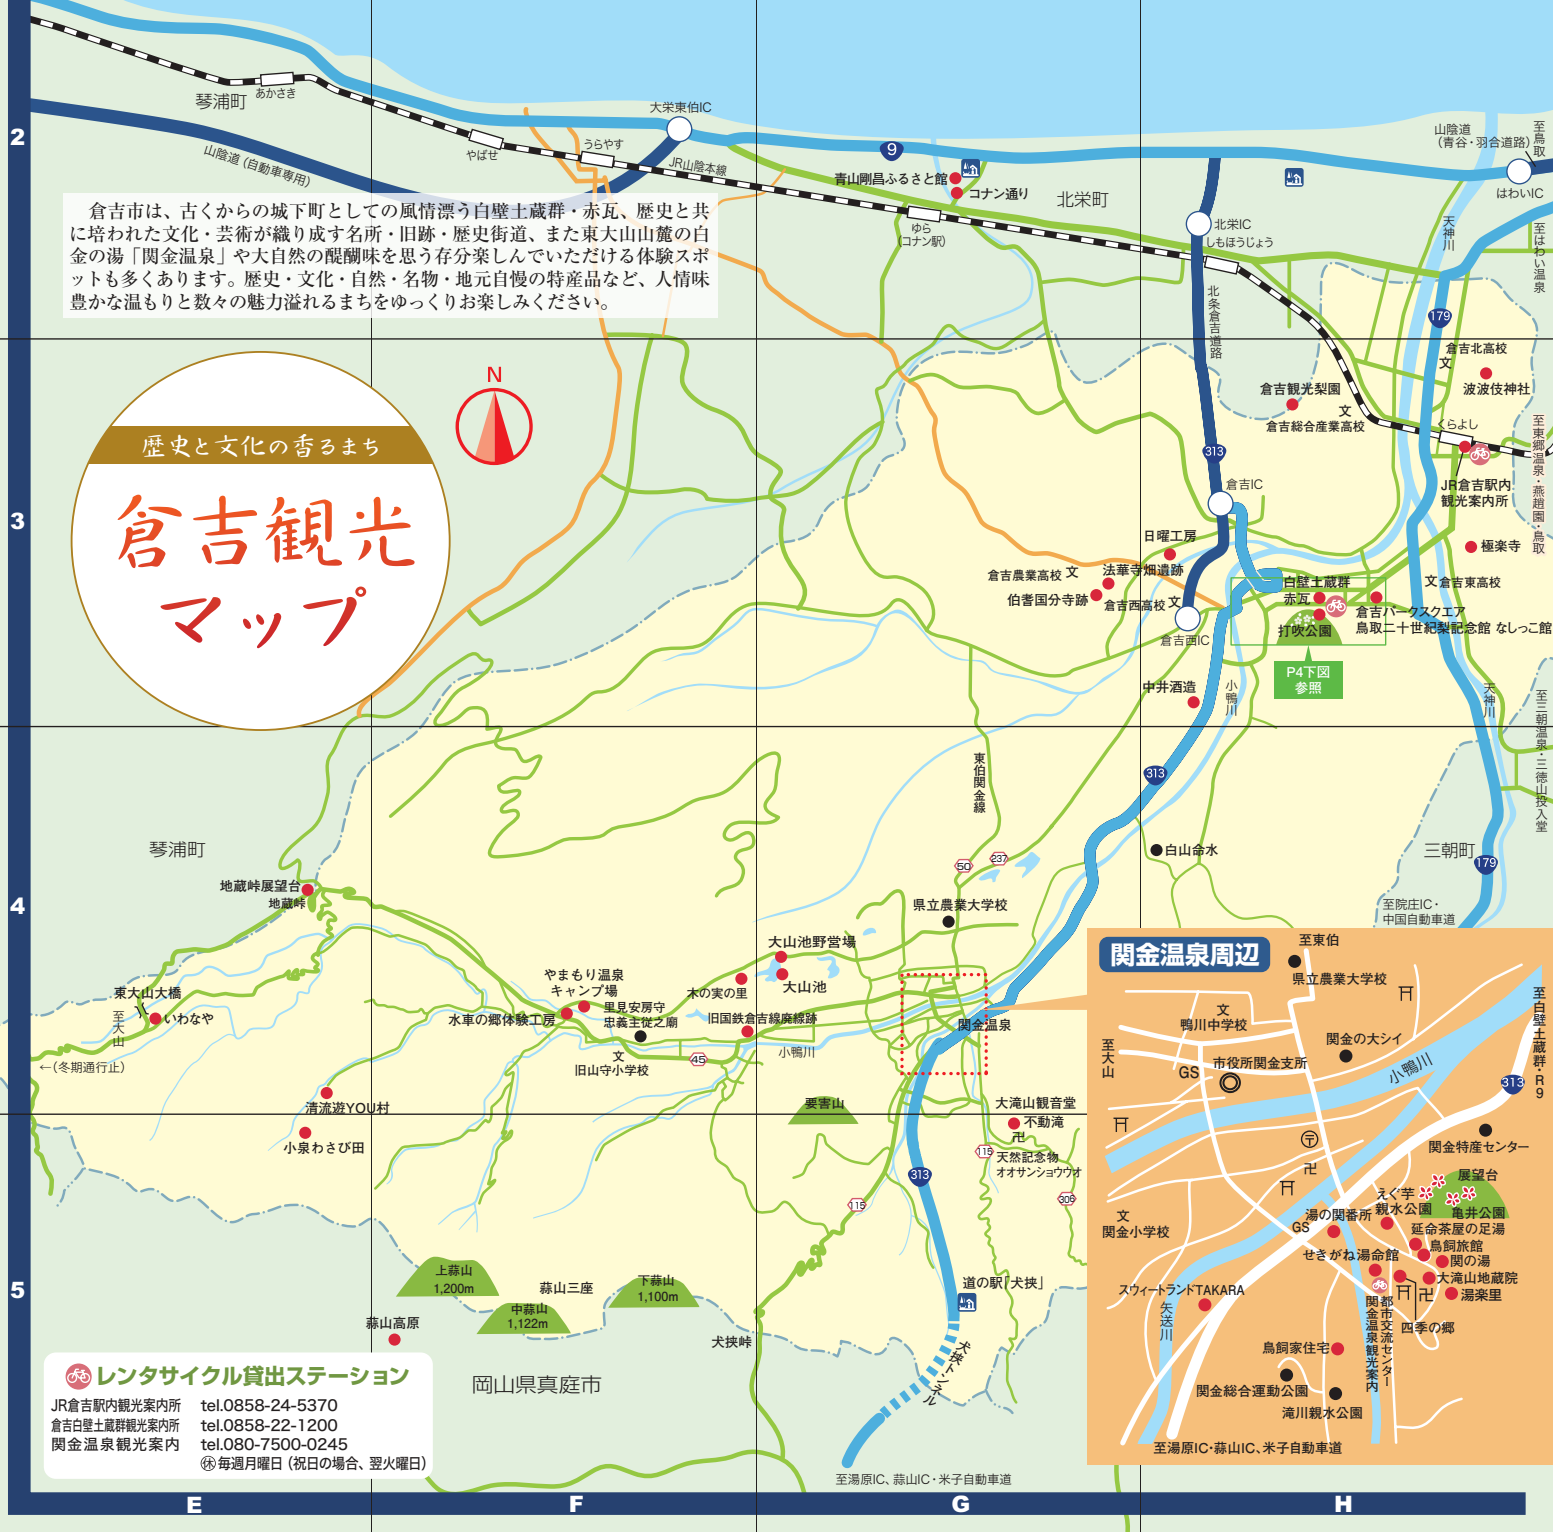 2
3
4
5
E
F
G
H
琴浦町
あかさき
山陰道（自動車専用）
やばせ
うらやす
大栄東伯IC
JR山陰本線
9
青山剛昌ふるさと館
コナン通り
北栄町
ゆら
（コナン駅）
北栄IC
しもほうじょう
北条倉吉道路
山陰道
（青谷・羽合道路）
至鳥取
はわいIC
至はわい温泉
天神川
179
倉吉市は、古くからの城下町としての風情漂う白壁土蔵群・赤瓦、歴史と共
に培われた文化・芸術が織り成す名所・旧跡・歴史街道、また東大山山麓の白
金の湯「関金温泉」や大自然の醍醐味を思う存分楽しんでいただける体験スポ
ットも多くあります。歴史・文化・自然・名物・地元自慢の特産品など、人情味
豊かな温もりと数々の魅力溢れるまちをゆっくりお楽しみください。
歴史と文化の香るまち
倉吉観光
マップ
N
倉吉北高校
文
波波伎神社
倉吉観光梨園
文
倉吉総合産業高校
くらよし
JR倉吉駅内
観光案内所
至東郷温泉・燕趙園・鳥取
313
倉吉IC
極楽寺
日曜工房
倉吉農業高校 文
法華寺畑遺跡
伯耆国分寺跡
倉吉西高校 文
倉吉西IC
白壁土蔵群
赤瓦
打吹公園
文 倉吉東高校
倉吉パークスクエア
鳥取二十世紀梨記念館 なしっこ館
P4下図
参照
中井酒造
小鴨川
天神川
至三朝温泉・三徳山投入堂
313
東伯関金線
50
237
白山命水
三朝町
179
至院庄IC・
中国自動車道
琴浦町
地蔵峠展望台
地蔵峠
県立農業大学校
大山池野営場
大山池
木の実の里
やまもり温泉
キャンプ場
水車の郷体験工房
里見安房守
忠義主従之廟
旧国鉄倉吉線廃線跡
小鴨川
文
旧山守小学校
45
関金温泉
東大山大橋
いわなや
至大山
←（冬期通行止）
清流遊YOU村
小泉わさび田
要害山
大滝山観音堂
不動滝
卍
115
天然記念物
オオサンショウウオ
305
313
115
上蒜山
1,200m
蒜山三座
中蒜山
1,122m
下蒜山
1,100m
蒜山高原
犬挟峠
道の駅「犬挟」
犬挟トンネル
岡山県真庭市
至湯原IC、蒜山IC・米子自動車道
レンタサイクル貸出ステーション
JR倉吉駅内観光案内所 tel.0858-24-5370
倉吉白壁土蔵群観光案内所 tel.0858-22-1200
関金温泉観光案内 tel.080-7500-0245
㊡毎週月曜日（祝日の場合、翌火曜日）
関金温泉周辺
至東伯
県立農業大学校
文
鴨川中学校
至大山
関金の大シイ
市役所関金支所
GS
小鴨川
至白壁土蔵群・R9
313
関金特産センター
卍
展望台
えぐ芋
親水公園
亀井公園
湯の関番所
GS
延命茶屋の足湯
鳥飼旅館
せきがね湯命館
関の湯
大滝山地蔵院
卍
湯楽里
文
関金小学校
スウィートランドTAKARA
矢送川
都市交流センター
関金温泉観光案内
四季の郷
鳥飼家住宅
関金総合運動公園
滝川親水公園
至湯原IC・蒜山IC、米子自動車道